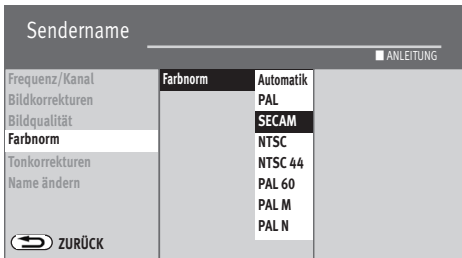 Sendername
ANLEITUNG
Frequenz/Kanal
Bildkorrekturen
Bildqualität
Farbnorm
Tonkorrekturen
Name ändern
ZURÜCK
Farbnorm
Automatik
PAL
SECAM
NTSC
NTSC 44
PAL 60
PAL M
PAL N